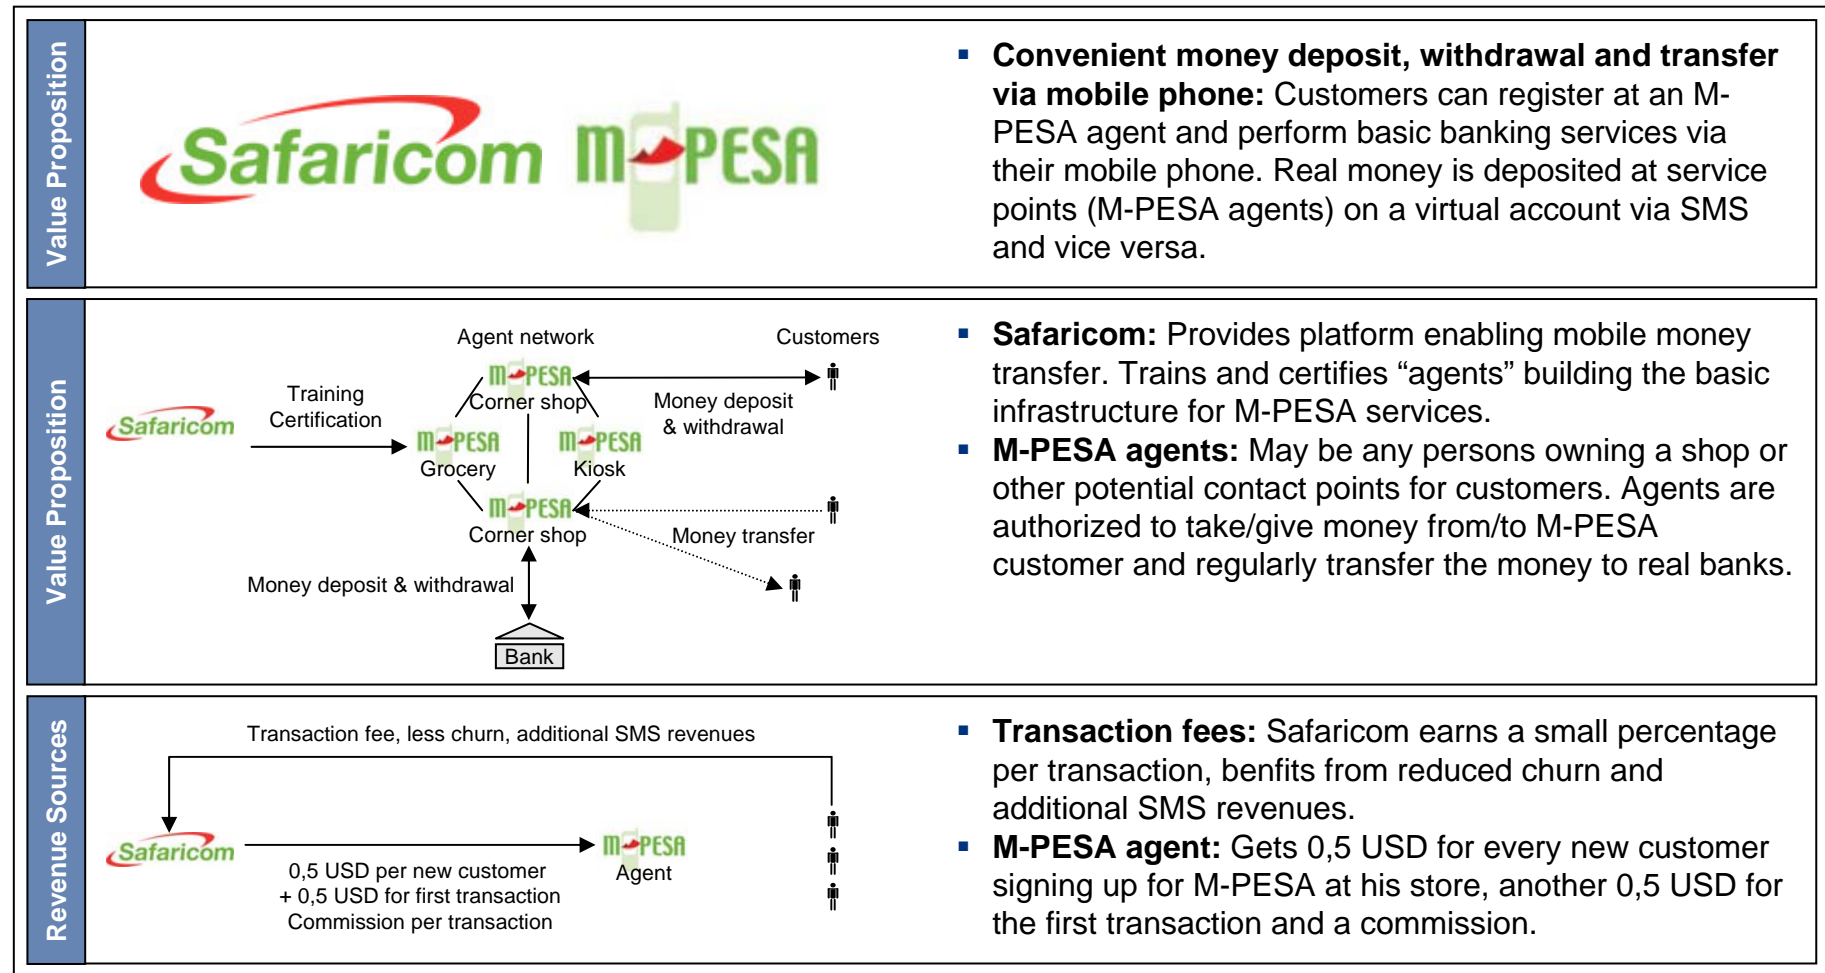 Value Proposition
Safaricom
M-PESA
▪ Convenient money deposit, withdrawal and transfer
via mobile phone: Customers can register at an M-
PESA agent and perform basic banking services via
their mobile phone. Real money is deposited at service
points (M-PESA agents) on a virtual account via SMS
and vice versa.
Value Proposition
Agent network
Customers
M-PESA
Corner shop
Training
Certification
Safaricom
Money deposit
& withdrawal
M-PESA
Grocery
M-PESA
Kiosk
M-PESA
Corner shop
Money transfer
Money deposit & withdrawal
Bank
▪ Safaricom: Provides platform enabling mobile money
transfer. Trains and certifies “agents” building the basic
infrastructure for M-PESA services.
▪ M-PESA agents: May be any persons owning a shop or
other potential contact points for customers. Agents are
authorized to take/give money from/to M-PESA
customer and regularly transfer the money to real banks.
Revenue Sources
Transaction fee, less churn, additional SMS revenues
Safaricom
M-PESA
Agent
0,5 USD per new customer
+ 0,5 USD for first transaction
Commission per transaction
▪ Transaction fees: Safaricom earns a small percentage
per transaction, benfits from reduced churn and
additional SMS revenues.
▪ M-PESA agent: Gets 0,5 USD for every new customer
signing up for M-PESA at his store, another 0,5 USD for
the first transaction and a commission.